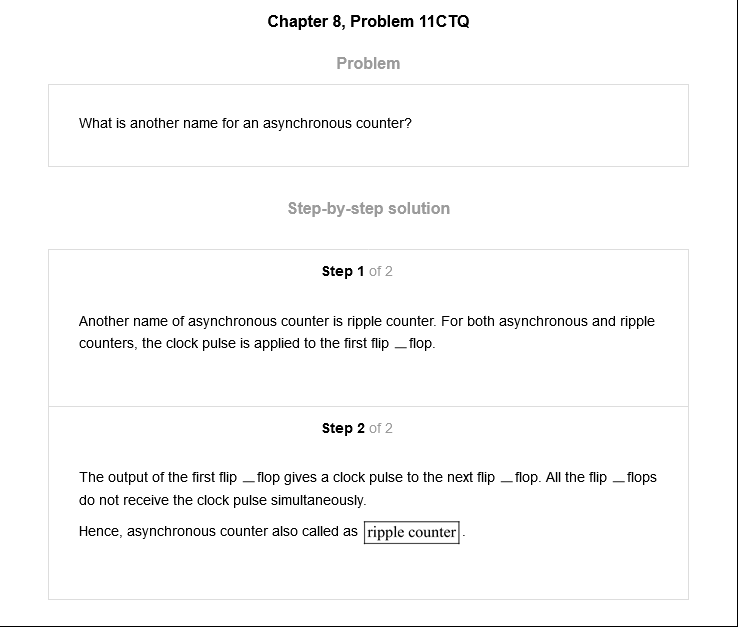 Chapter 8, Problem 11CTQ
Problem
What is another name for an asynchronous counter?
Step-by-step solution
Step 1 of 2
Another name of asynchronous counter is ripple counter. For both asynchronous and ripple
counters, the clock pulse is applied to the first flip _ flop.
Step 2 of 2
The output of the first flip _ flop gives a clock pulse to the next flip _ flop. All the flip _ flops
do not receive the clock pulse simultaneously.
Hence, asynchronous counter also called as ripple counter.